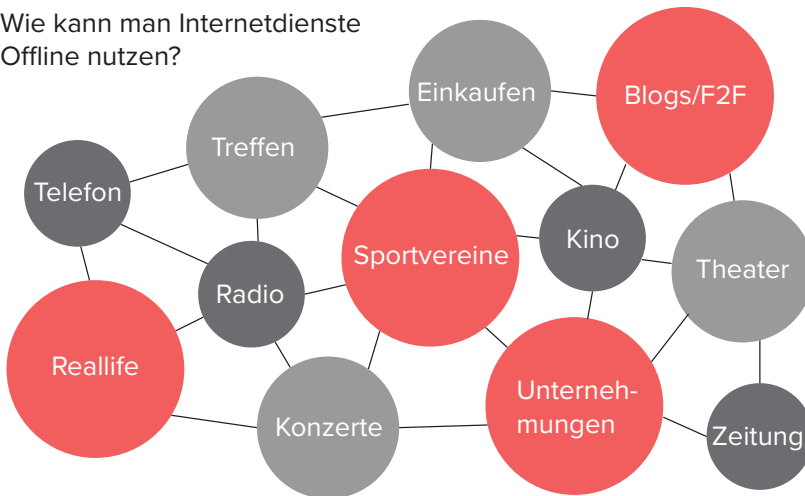 Wie kann man Internetdienste
Offline nutzen?
Einkaufen
Blogs/F2F
Treffen
Telefon
Sportvereine
Kino
Theater
Radio
Reallife
Unterneh-
mungen
Konzerte
Zeitung